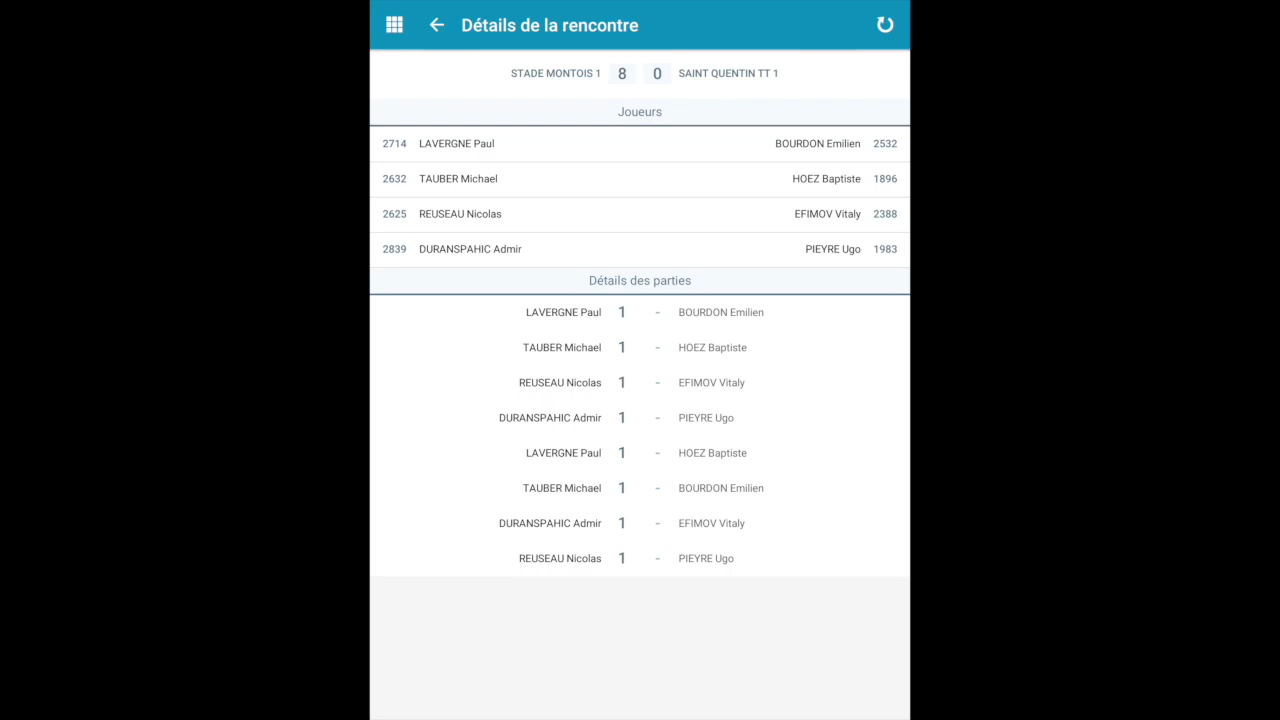 Détails de la rencontre
STADE MONTOIS 1 8 0 SAINT QUENTIN TT 1
Joueurs
2714 LAVERGNE Paul BOURDON Emilien 2532
2632 TAUBER Michael HOEZ Baptiste 1896
2625 REUSEAU Nicolas EFIMOV Vitaly 2388
2839 DURANSPAHIC Admir PIEYRE Ugo 1983
Détails des parties
LAVERGNE Paul 1 - BOURDON Emilien
TAUBER Michael 1 - HOEZ Baptiste
REUSEAU Nicolas 1 - EFIMOV Vitaly
DURANSPAHIC Admir 1 - PIEYRE Ugo
LAVERGNE Paul 1 - HOEZ Baptiste
TAUBER Michael 1 - BOURDON Emilien
DURANSPAHIC Admir 1 - EFIMOV Vitaly
REUSEAU Nicolas 1 - PIEYRE Ugo